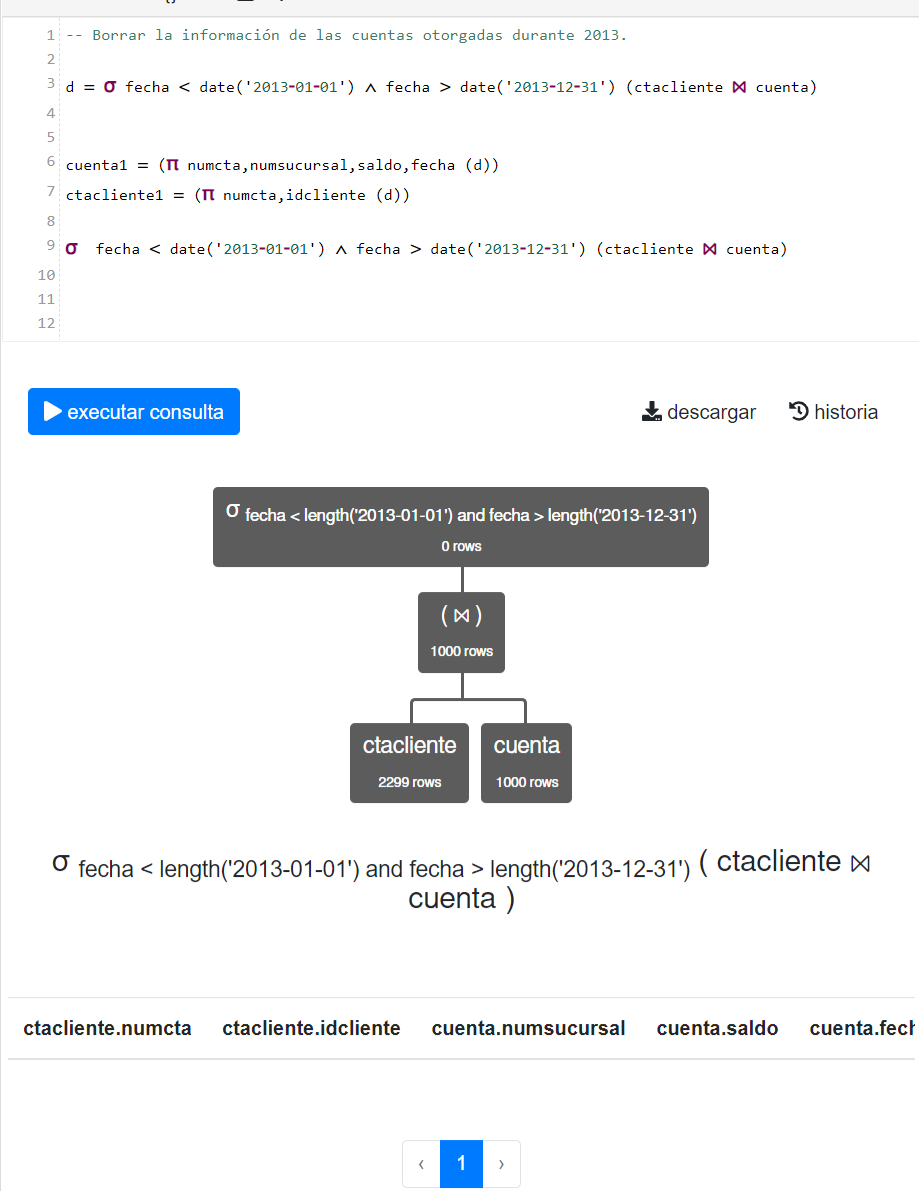 1 -- Borrar la información de las cuentas otorgadas durante 2013.
2
3 d = σ fecha < date('2013-01-01') ∧ fecha > date('2013-12-31') (ctacliente ⋈ cuenta)
4
5
6 cuenta1 = (π numcta,numsucursal,saldo,fecha (d))
7 ctacliente1 = (π numcta,idcliente (d))
8
9 σ fecha < date('2013-01-01') ∧ fecha > date('2013-12-31') (ctacliente ⋈ cuenta)
10
11
12
executar consulta
descargar
historia
σ fecha < length('2013-01-01') and fecha > length('2013-12-31')
0 rows
( ⋈ )
1000 rows
ctacliente
2299 rows
cuenta
1000 rows
σ fecha < length('2013-01-01') and fecha > length('2013-12-31') ( ctacliente ⋈
cuenta )
ctacliente.numcta ctacliente.idcliente cuenta.numsucursal cuenta.saldo cuenta.fech
‹ 1 ›